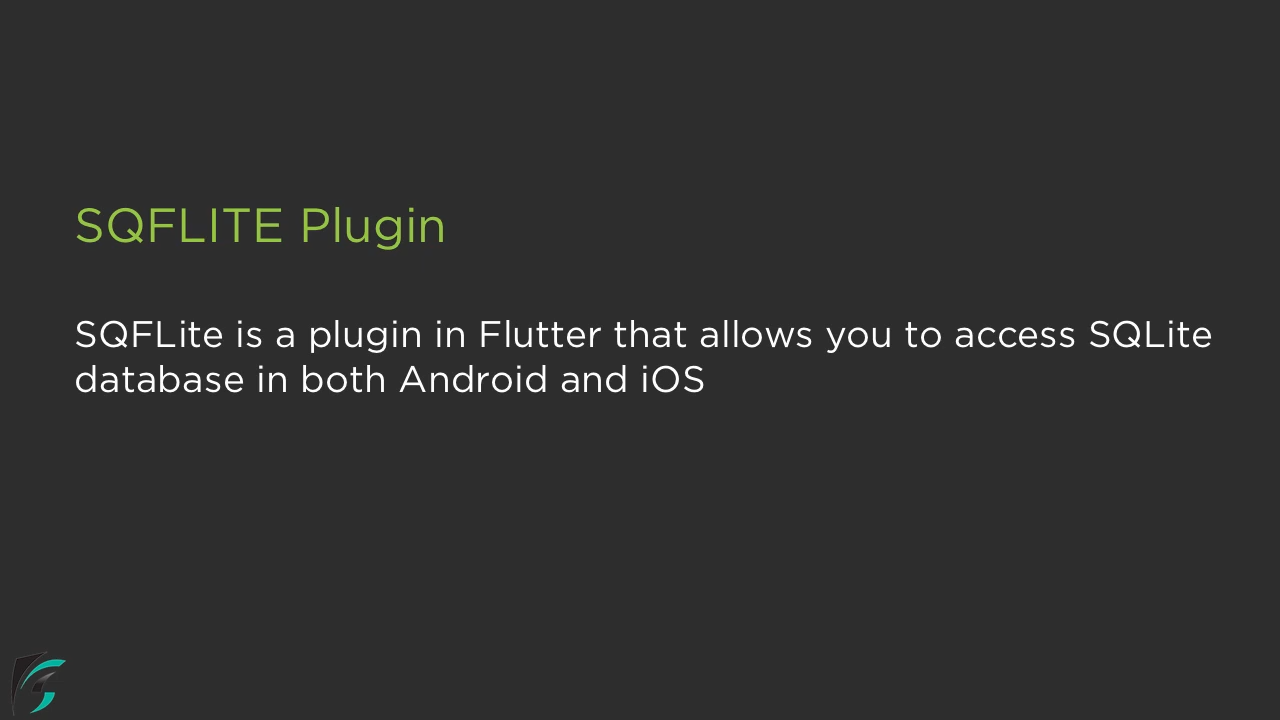 SQFLITE Plugin
SQFLite is a plugin in Flutter that allows you to access SQLite
database in both Android and iOS